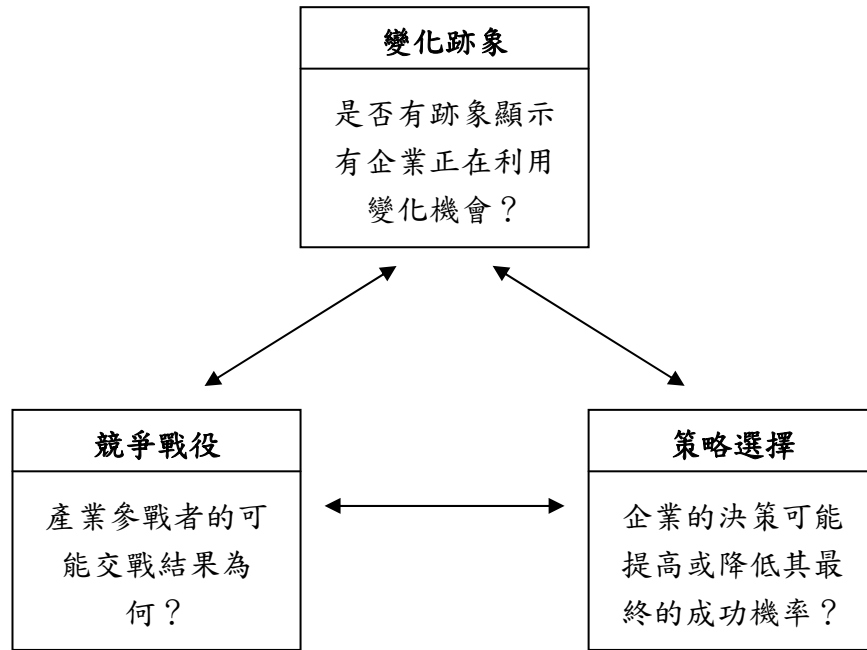 變化跡象
是否有跡象顯示
有企業正在利用
變化機會？
競爭戰役
產業參戰者的可
能交戰結果為
何？
策略選擇
企業的決策可能
提高或降低其最
終的成功機率？